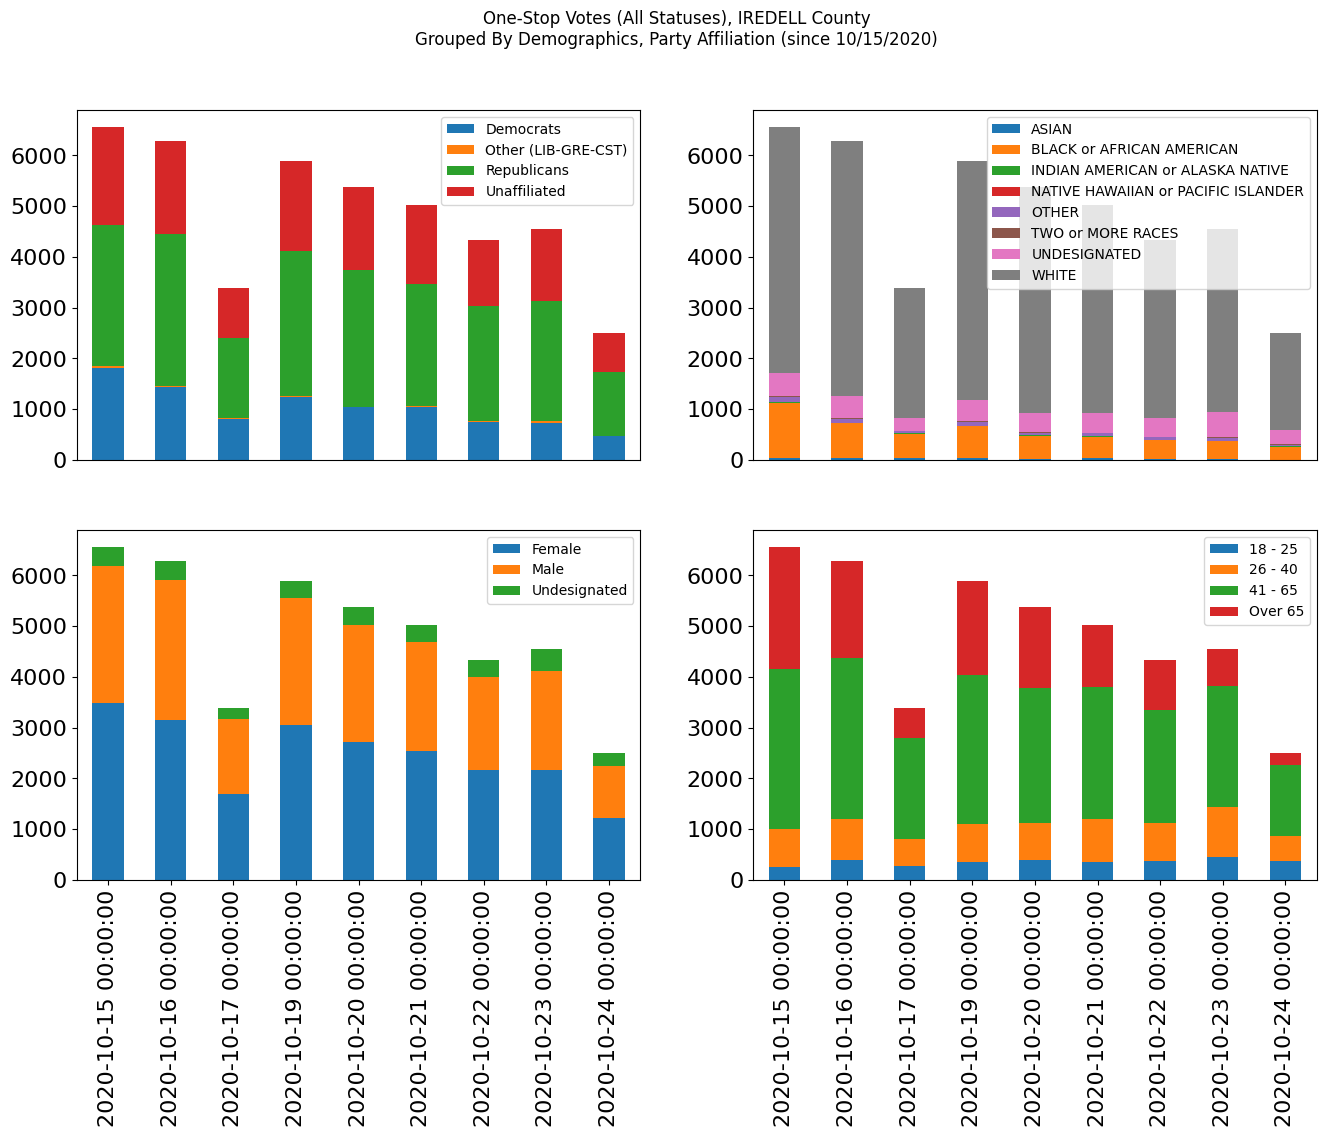 One-Stop Votes (All Statuses), IREDELL County
Grouped By Demographics, Party Affiliation (since 10/15/2020)
6000
5000
4000
3000
2000
1000
0
Democrats
Other (LIB-GRE-CST)
Republicans
Unaffiliated
6000
5000
4000
3000
2000
1000
0
ASIAN
BLACK or AFRICAN AMERICAN
INDIAN AMERICAN or ALASKA NATIVE
NATIVE HAWAIIAN or PACIFIC ISLANDER
OTHER
TWO or MORE RACES
UNDESIGNATED
WHITE
6000
5000
4000
3000
2000
1000
0
Female
Male
Undesignated
2020-10-15 00:00:00
2020-10-16 00:00:00
2020-10-17 00:00:00
2020-10-19 00:00:00
2020-10-20 00:00:00
2020-10-21 00:00:00
2020-10-22 00:00:00
2020-10-23 00:00:00
2020-10-24 00:00:00
6000
5000
4000
3000
2000
1000
0
18 - 25
26 - 40
41 - 65
Over 65
2020-10-15 00:00:00
2020-10-16 00:00:00
2020-10-17 00:00:00
2020-10-19 00:00:00
2020-10-20 00:00:00
2020-10-21 00:00:00
2020-10-22 00:00:00
2020-10-23 00:00:00
2020-10-24 00:00:00